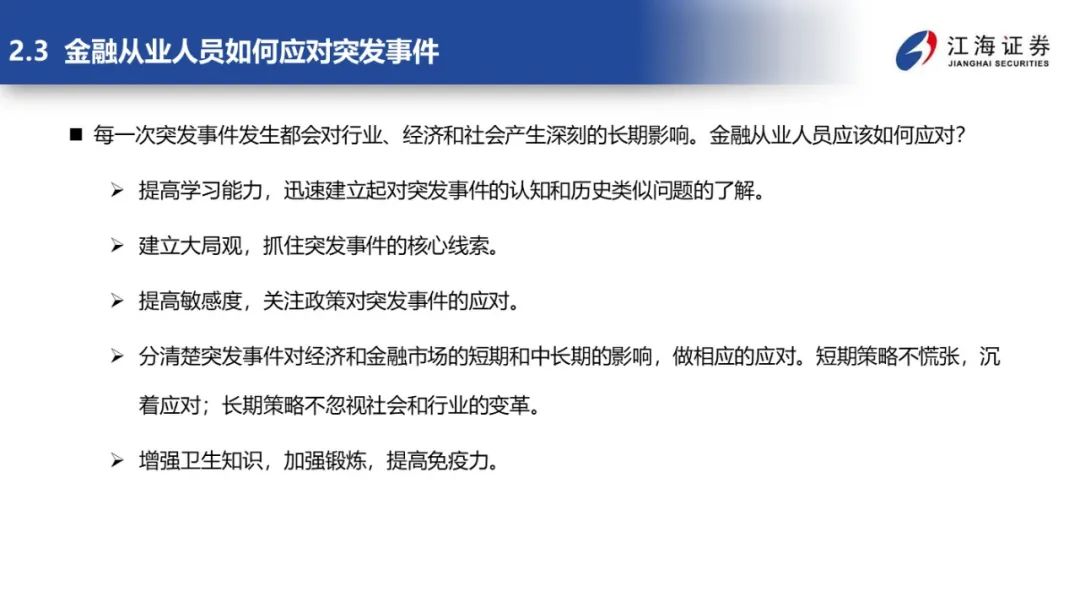 2.3 金融从业人员如何应对突发事件
江海证券
JIANGHAI SECURITIES
■ 每一次突发事件发生都会对行业、经济和社会产生深刻的长期影响。金融从业人员应该如何应对？
➢ 提高学习能力，迅速建立起对突发事件的认知和历史类似问题的了解。
➢ 建立大局观，抓住突发事件的核心线索。
➢ 提高敏感度，关注政策对突发事件的应对。
➢ 分清楚突发事件对经济和金融市场的短期和中长期的影响，做相应的应对。短期策略不慌张，沉
着应对；长期策略不忽视社会和行业的变革。
➢ 增强卫生知识，加强锻炼，提高免疫力。